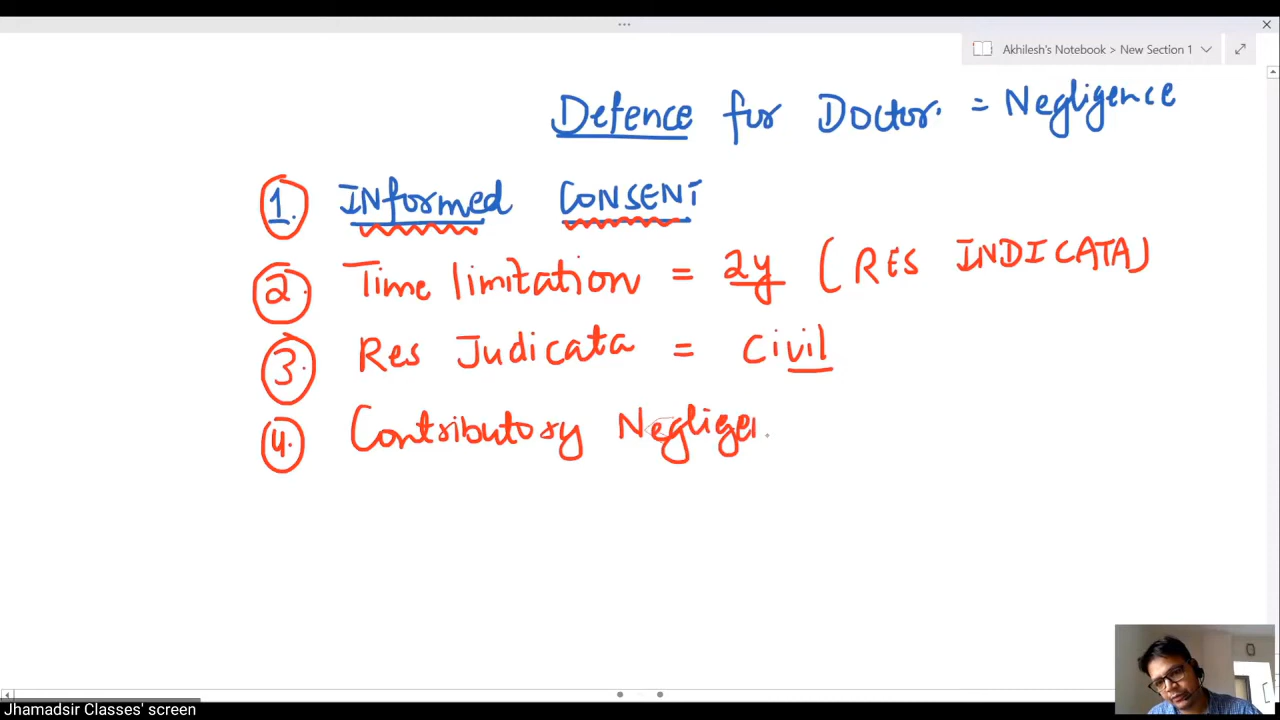 Akhilesh's Notebook > New Section 1
Defence for Doctor. = Negligence
1. INformed CONSENT
2. Time limitation = 2y (RES INDICATA)
3. Res Judicata = Civil
4. Contributory Negligen
Jhamadsir Classes' screen